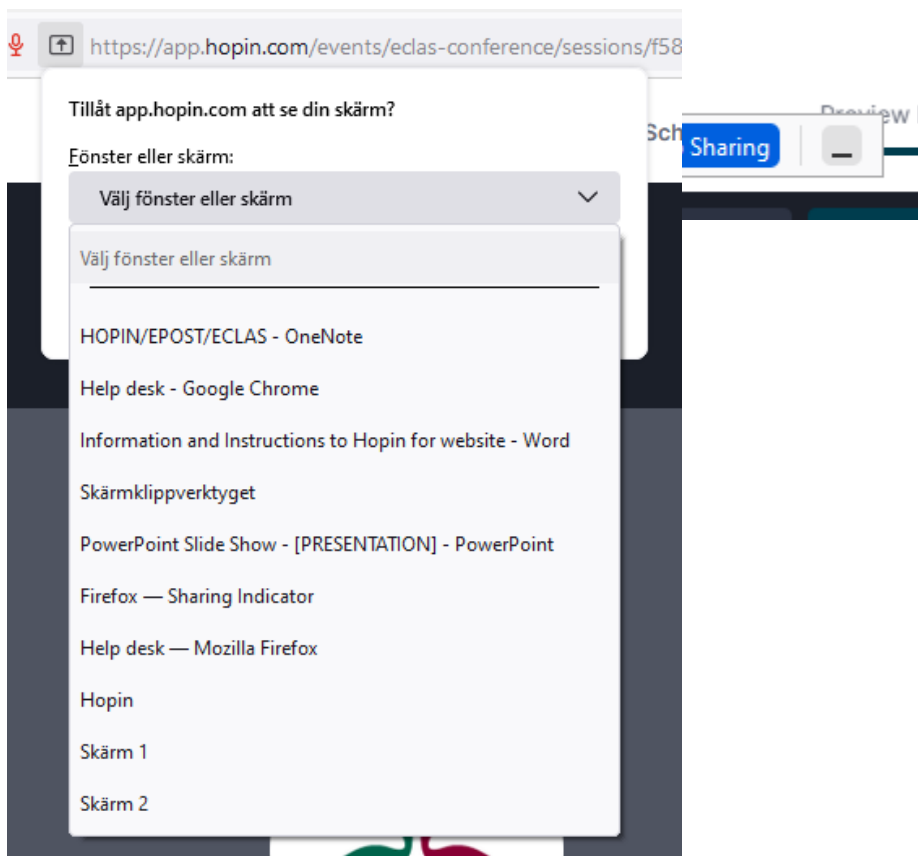 https://app.hopin.com/events/eclas-conference/sessions/f58
Tillåt app.hopin.com att se din skärm?
Fönster eller skärm:
Välj fönster eller skärm
Välj fönster eller skärm
HOPIN/EPOST/ECLAS - OneNote
Help desk - Google Chrome
Information and Instructions to Hopin for website - Word
Skärmklippverktyget
PowerPoint Slide Show - [PRESENTATION] - PowerPoint
Firefox — Sharing Indicator
Help desk — Mozilla Firefox
Hopin
Skärm 1
Skärm 2
Sch
Preview
Sharing